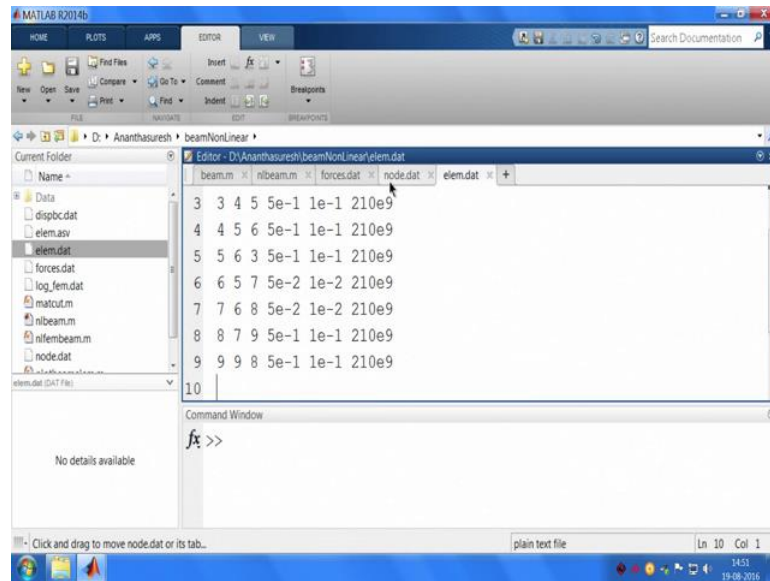 MATLAB R2014b
HOME PLOTS APPS EDITOR VIEW Search Documentation
New Open Save Find Files Compare Print Go To Find Insert fx Comment Indent Breakpoints
FILE NAVIGATE EDIT BREAKPOINTS
D: Ananthasuresh beamNonLinear
Current Folder
Name
Data
dispbc.dat
elem.asv
elem.dat
forces.dat
log_fem.dat
matcut.m
nlbeam.m
nlfembeam.m
node.dat
elem.dat (DAT File)
No details available
Editor - D:\Ananthasuresh\beamNonLinear\elem.dat
beam.m nlbeam.m forces.dat node.dat elem.dat +
3 3 4 5 5e-1 1e-1 210e9
4 4 5 6 5e-1 1e-1 210e9
5 5 6 3 5e-1 1e-1 210e9
6 6 5 7 5e-2 1e-2 210e9
7 7 6 8 5e-2 1e-2 210e9
8 8 7 9 5e-1 1e-1 210e9
9 9 9 8 5e-1 1e-1 210e9
10
Command Window
fx >>
Click and drag to move node.dat or its tab... plain text file Ln 10 Col 1
14:51
19-08-2016